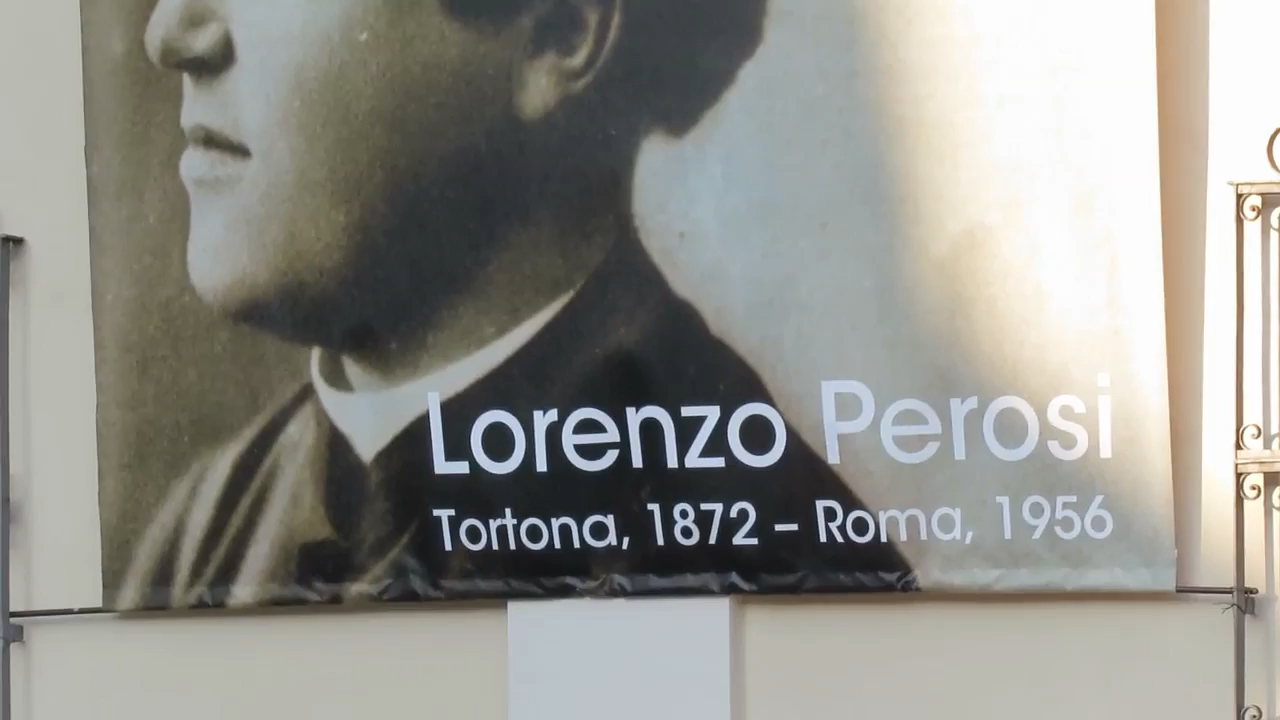 Lorenzo Perosi
Tortona, 1872 – Roma, 1956